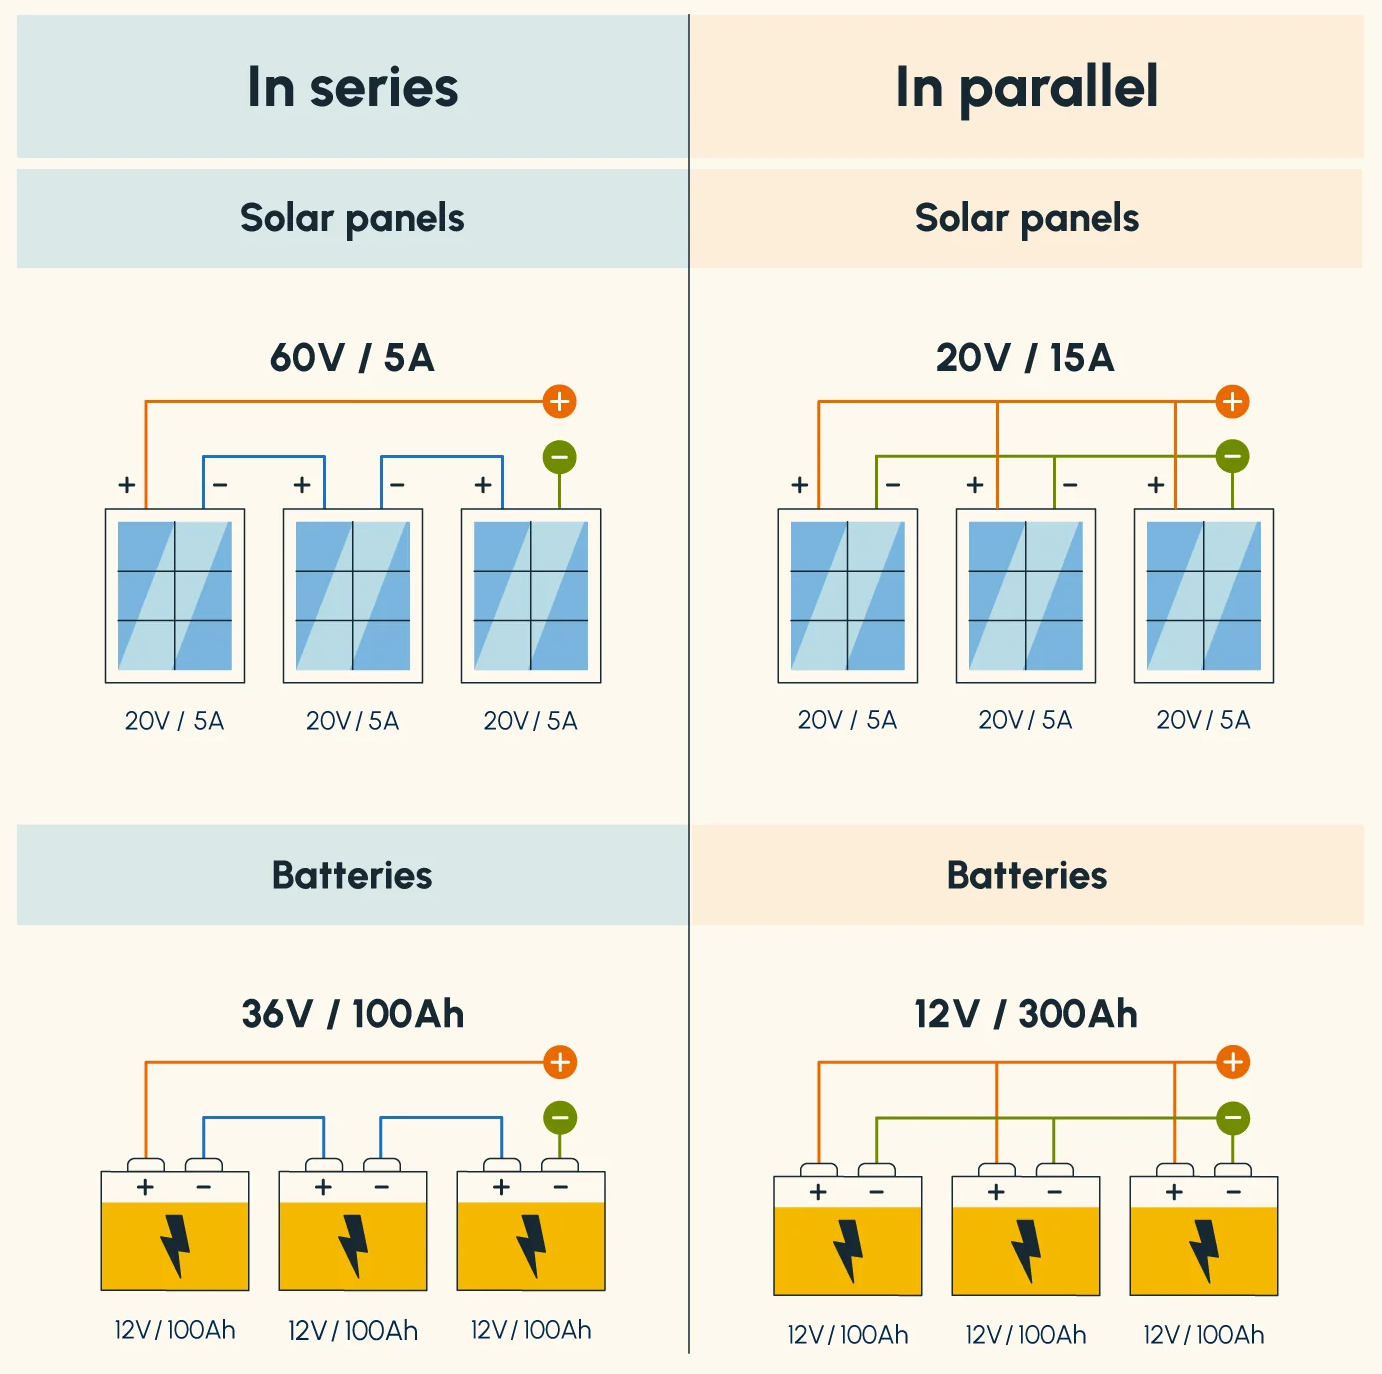 In series
In parallel
Solar panels
Solar panels
60V / 5A
20V / 15A
+
−
+ − + − +
+
−
+ − + − +
20V / 5A
20V / 5A
20V / 5A
20V / 5A
20V / 5A
20V / 5A
Batteries
Batteries
36V / 100Ah
12V / 300Ah
+
−
+ − + − + −
+
−
+ − + − + −
12V / 100Ah
12V / 100Ah
12V / 100Ah
12V / 100Ah
12V / 100Ah
12V / 100Ah